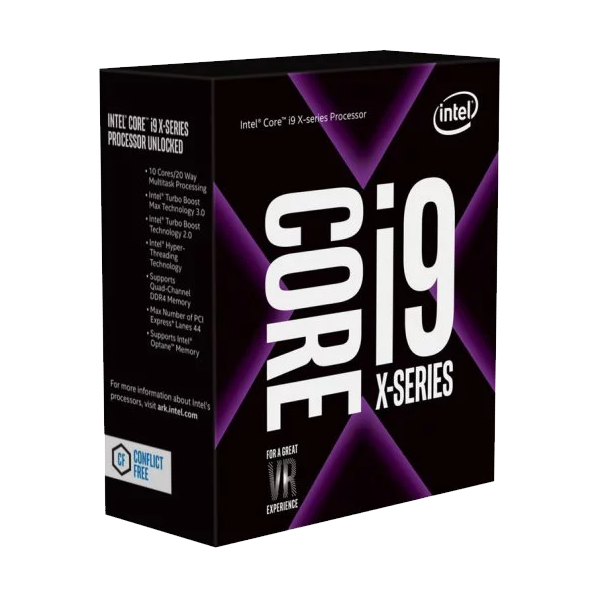 INTEL® CORE™ i9 X-SERIES
PROCESSOR UNLOCKED
• 10 Cores/20 Way
Multitask Processing
• Intel® Turbo Boost
Max Technology 3.0
• Intel® Turbo Boost
Technology 2.0
• Intel® Hyper-
Threading
Technology
• Supports
Quad-Channel
DDR4 Memory
• Max Number of PCI
Express® Lanes 44
• Supports Intel®
Optane™ Memory
For more information about Intel's
processors, visit ark.intel.com
CF
CONFLICT
FREE
Intel® Core™ i9 X-series Processor
intel®
CORE
i9
X-SERIES
FOR A GREAT
VR
EXPERIENCE